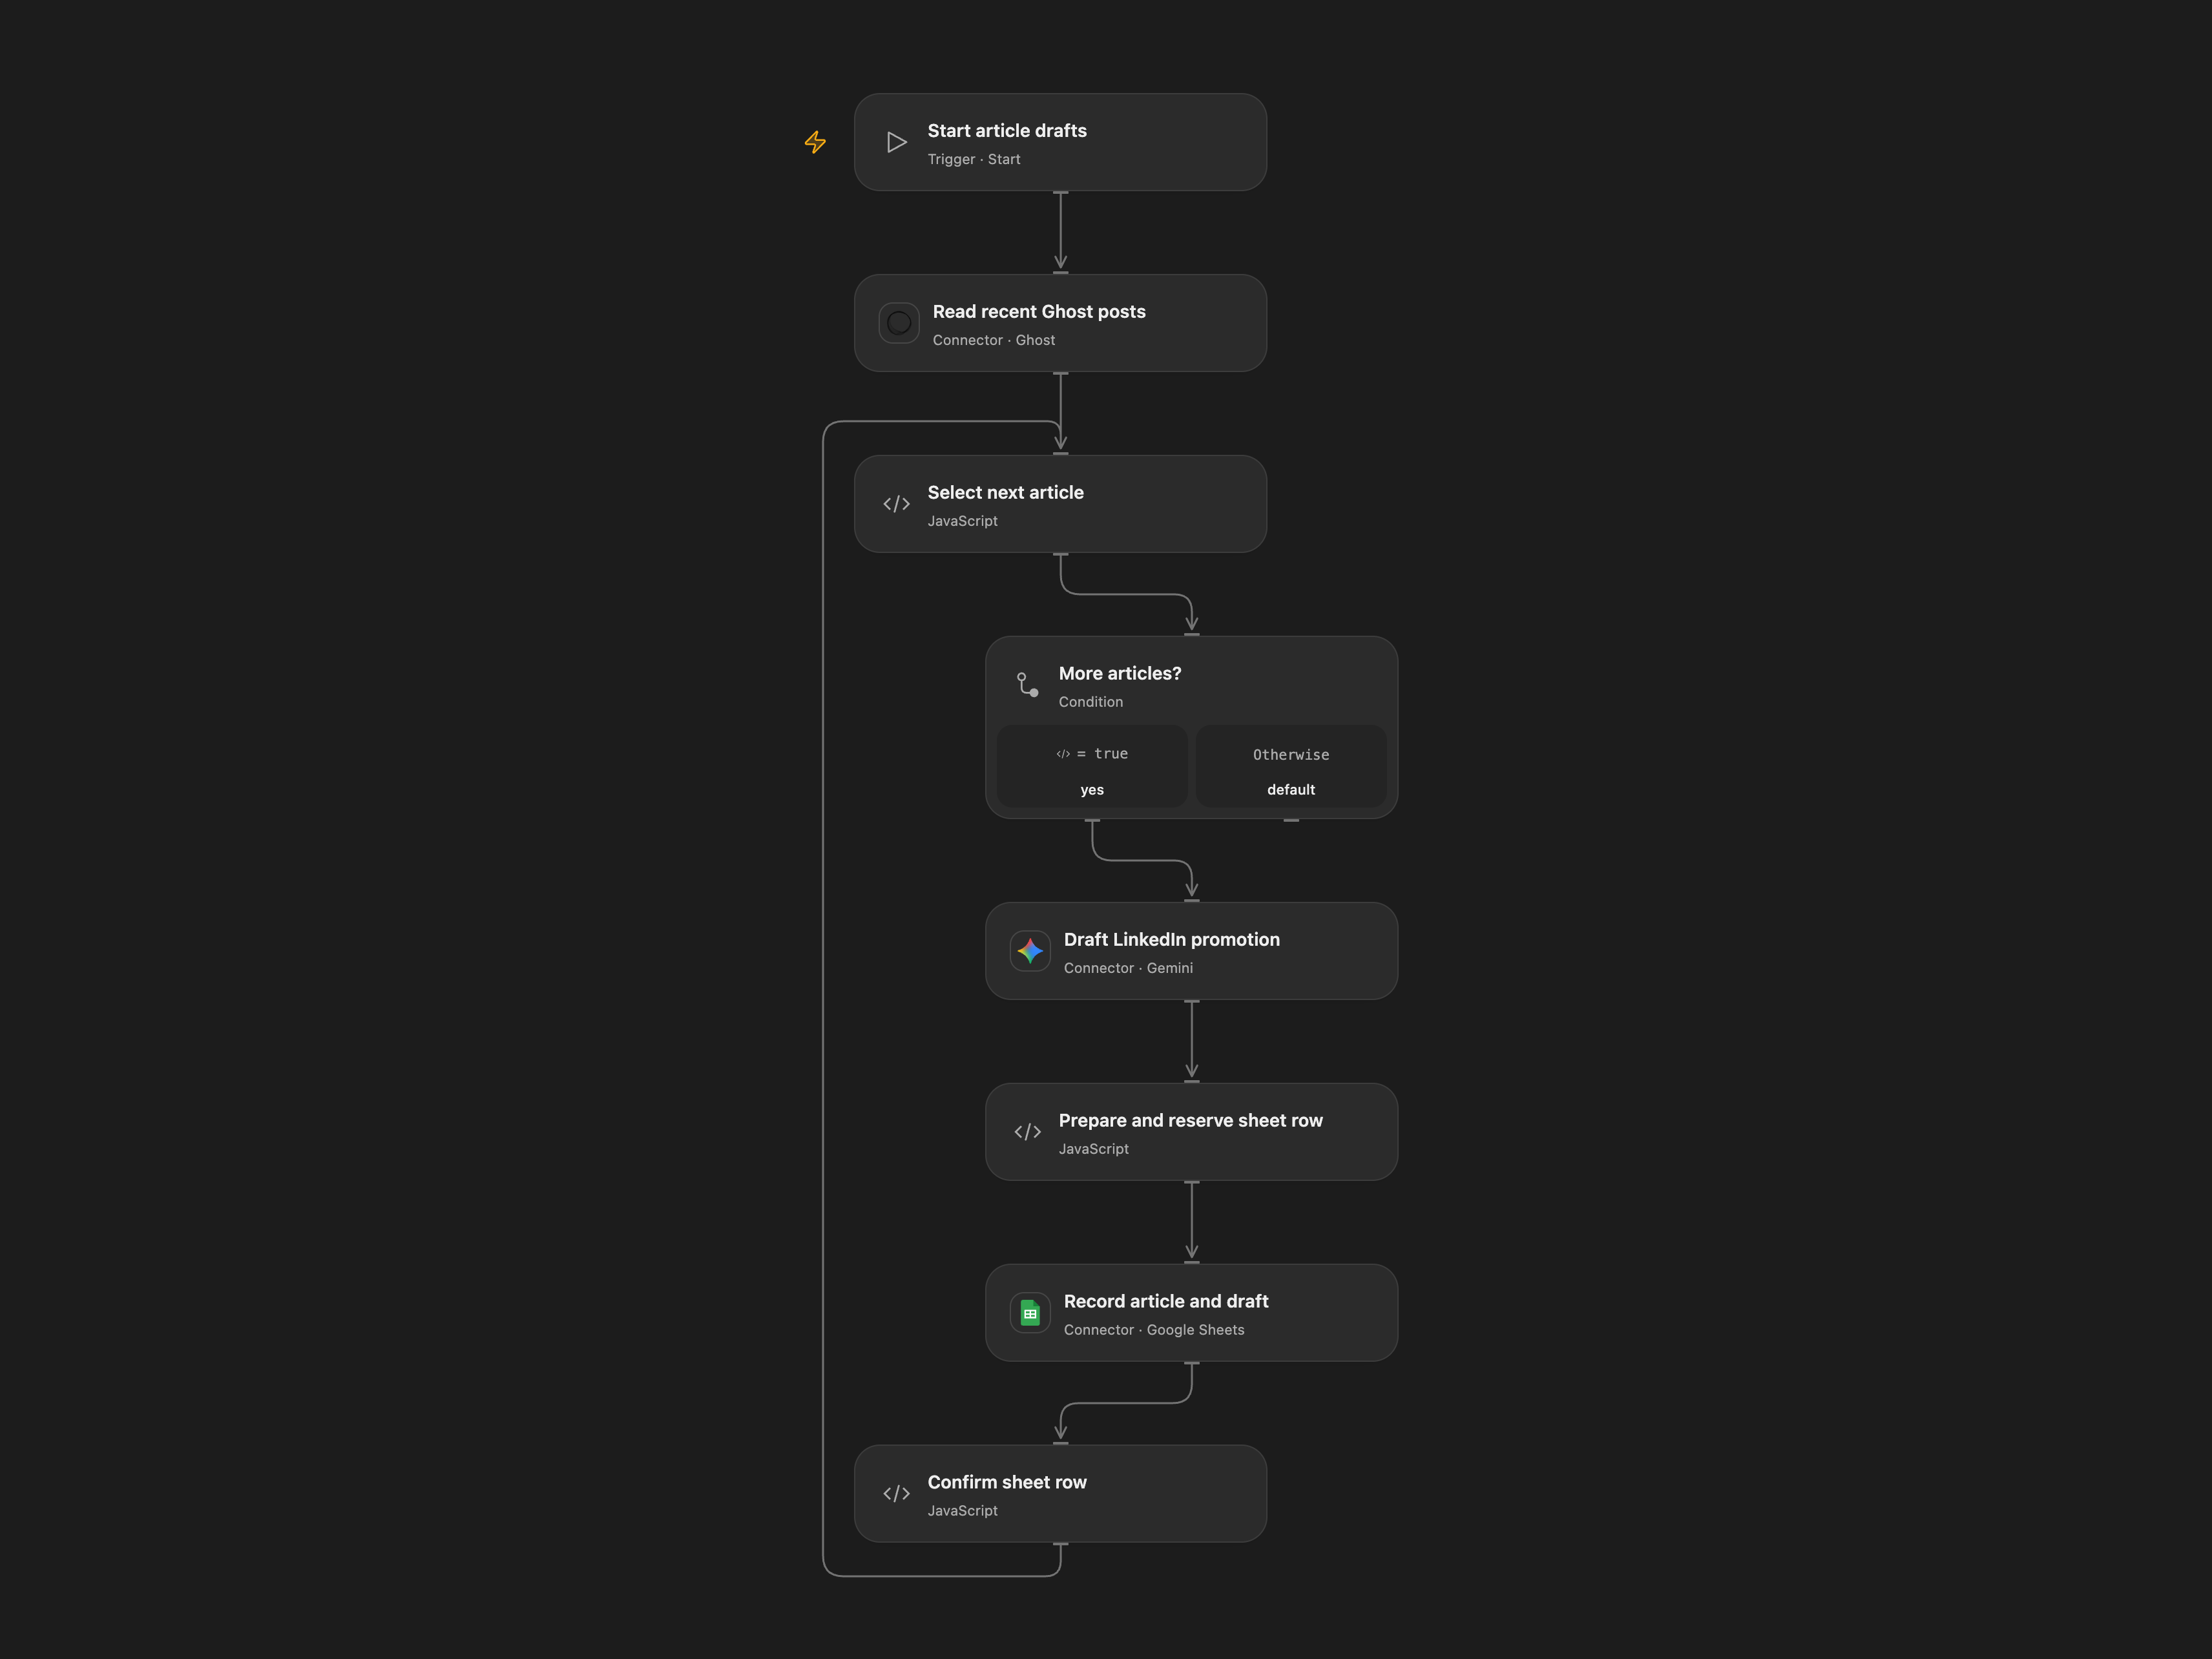 Start article drafts
Trigger · Start
Read recent Ghost posts
Connector · Ghost
Select next article
JavaScript
More articles?
Condition
</> = true
yes
Otherwise
default
Draft LinkedIn promotion
Connector · Gemini
Prepare and reserve sheet row
JavaScript
Record article and draft
Connector · Google Sheets
Confirm sheet row
JavaScript